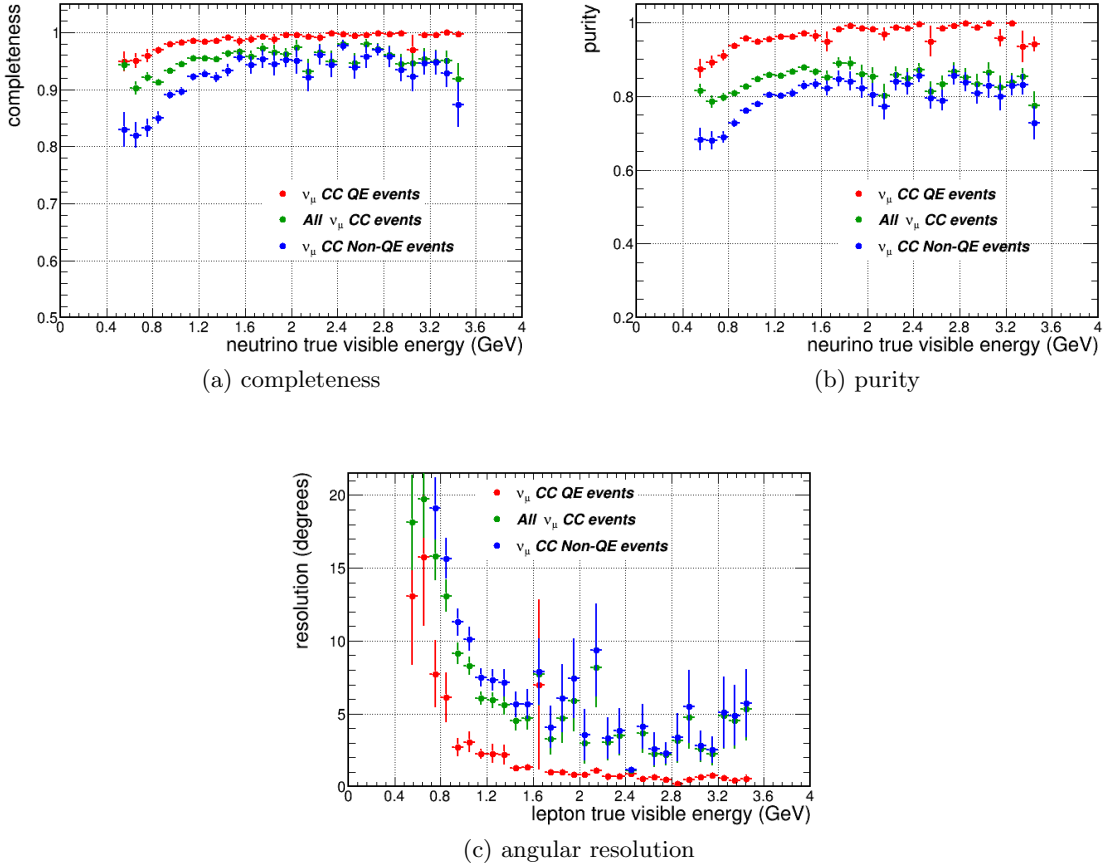 completeness
1
0.9
0.8
0.7
0.6
0.5
0 0.4 0.8 1.2 1.6 2 2.4 2.8 3.2 3.6 4
neutrino true visible energy (GeV)
ν_μ CC QE events
All ν_μ CC events
ν_μ CC Non-QE events
(a) completeness
purity
1
0.8
0.6
0.4
0.2
0 0.4 0.8 1.2 1.6 2 2.4 2.8 3.2 3.6 4
neurino true visible energy (GeV)
ν_μ CC QE events
All ν_μ CC events
ν_μ CC Non-QE events
(b) purity
resolution (degrees)
20
15
10
5
0
0 0.4 0.8 1.2 1.6 2 2.4 2.8 3.2 3.6 4
lepton true visible energy (GeV)
ν_μ CC QE events
All ν_μ CC events
ν_μ CC Non-QE events
(c) angular resolution